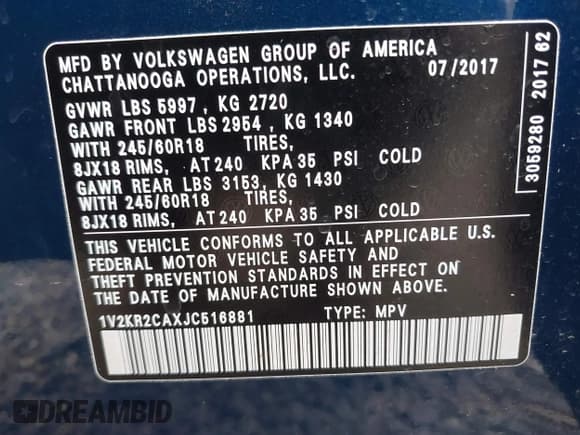 MFD BY VOLKSWAGEN GROUP OF AMERICA
CHATTANOOGA OPERATIONS, LLC. 07/2017
GVWR LBS 5997 , KG 2720
GAWR FRONT LBS 2954 , KG 1340
WITH 245/60R18 TIRES,
8JX18 RIMS, AT 240 KPA 35 PSI COLD
GAWR REAR LBS 3153, KG 1430
WITH 245/60R18 TIRES,
8JX18 RIMS, AT 240 KPA 35 PSI COLD
THIS VEHICLE CONFORMS TO ALL APPLICABLE U.S.
FEDERAL MOTOR VEHICLE SAFETY AND
THEFT PREVENTION STANDARDS IN EFFECT ON
THE DATE OF MANUFACTURE SHOWN ABOVE.
1V2KR2CAXJC516881 TYPE: MPV
3059280 2017 62
DREAMBID